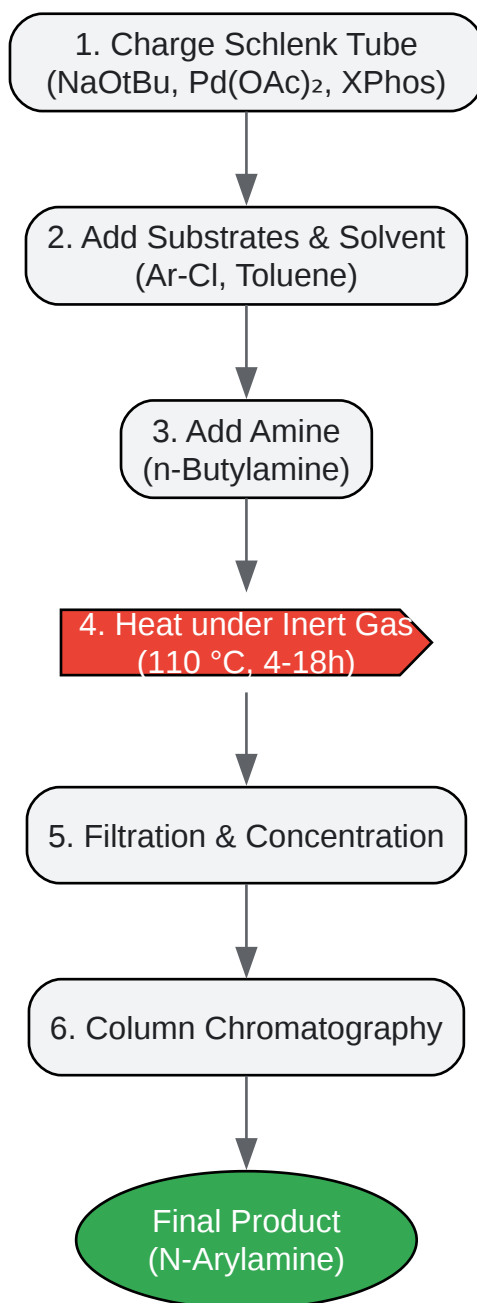 1. Charge Schlenk Tube
(NaOtBu, Pd(OAc)₂, XPhos)
2. Add Substrates & Solvent
(Ar-Cl, Toluene)
3. Add Amine
(n-Butylamine)
4. Heat under Inert Gas
(110 °C, 4-18h)
5. Filtration & Concentration
6. Column Chromatography
Final Product
(N-Arylamine)